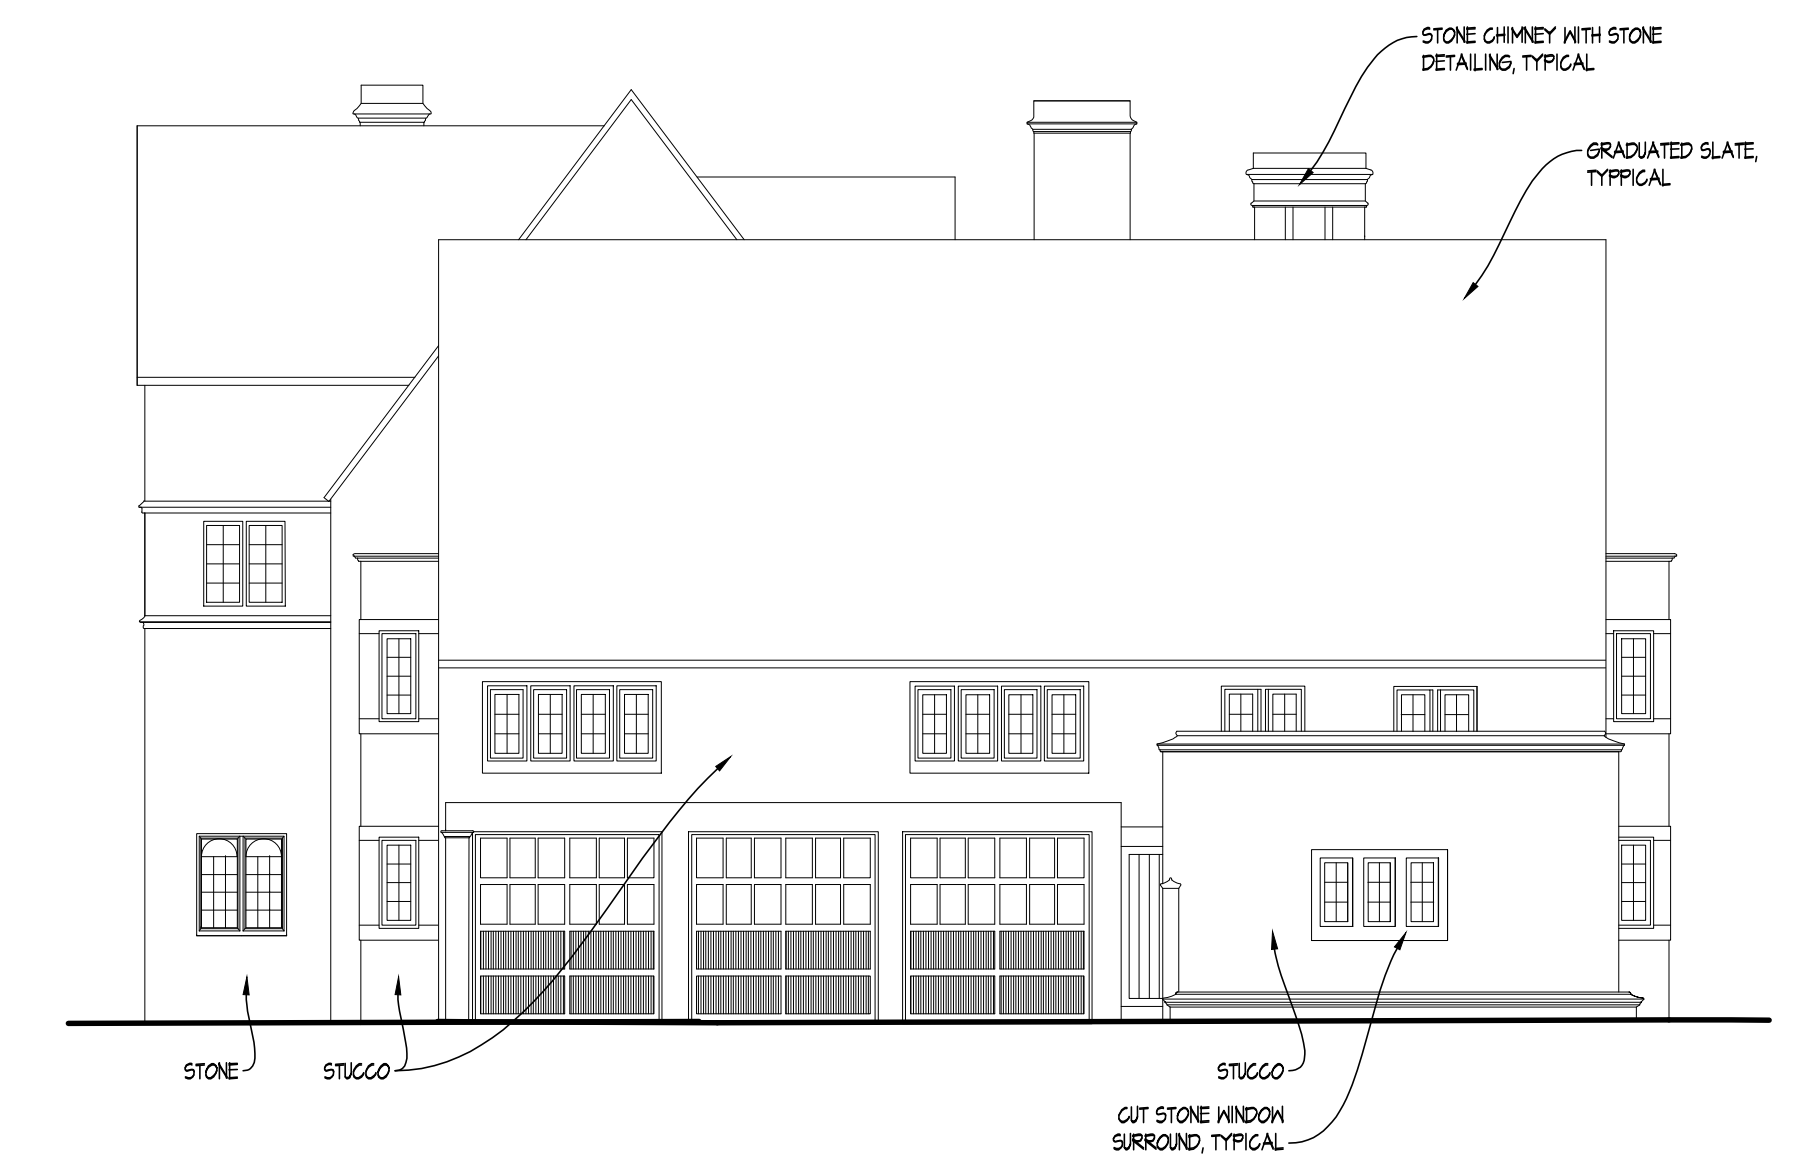 STONE CHIMNEY WITH STONE
DETAILING, TYPICAL
GRADUATED SLATE,
TYPPICAL
STONE
STUCCO
STUCCO
CUT STONE WINDOW
SURROUND, TYPICAL